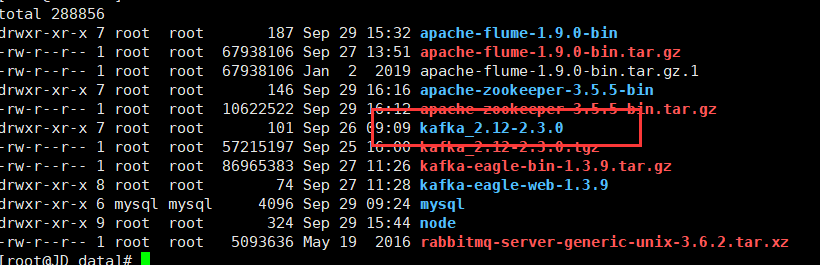 total 288856
drwxr-xr-x 7 root  root       187 Sep 29 15:32 apache-flume-1.9.0-bin
-rw-r--r-- 1 root  root  67938106 Sep 27 13:51 apache-flume-1.9.0-bin.tar.gz
-rw-r--r-- 1 root  root  67938106 Jan  2  2019 apache-flume-1.9.0-bin.tar.gz.1
drwxr-xr-x 7 root  root       146 Sep 29 16:16 apache-zookeeper-3.5.5-bin
-rw-r--r-- 1 root  root  10622522 Sep 29 16:12 apache-zookeeper-3.5.5-bin.tar.gz
drwxr-xr-x 7 root  root       101 Sep 26 09:09 kafka_2.12-2.3.0
-rw-r--r-- 1 root  root  57215197 Sep 25 16:00 kafka_2.12-2.3.0.tgz
-rw-r--r-- 1 root  root  86965383 Sep 27 11:26 kafka-eagle-bin-1.3.9.tar.gz
drwxr-xr-x 8 root  root        74 Sep 27 11:28 kafka-eagle-web-1.3.9
drwxr-xr-x 6 mysql mysql     4096 Sep 29 09:24 mysql
drwxr-xr-x 9 root  root       324 Sep 29 15:44 node
-rw-r--r-- 1 root  root   5093636 May 19  2016 rabbitmq-server-generic-unix-3.6.2.tar.xz
[root@JD data]#